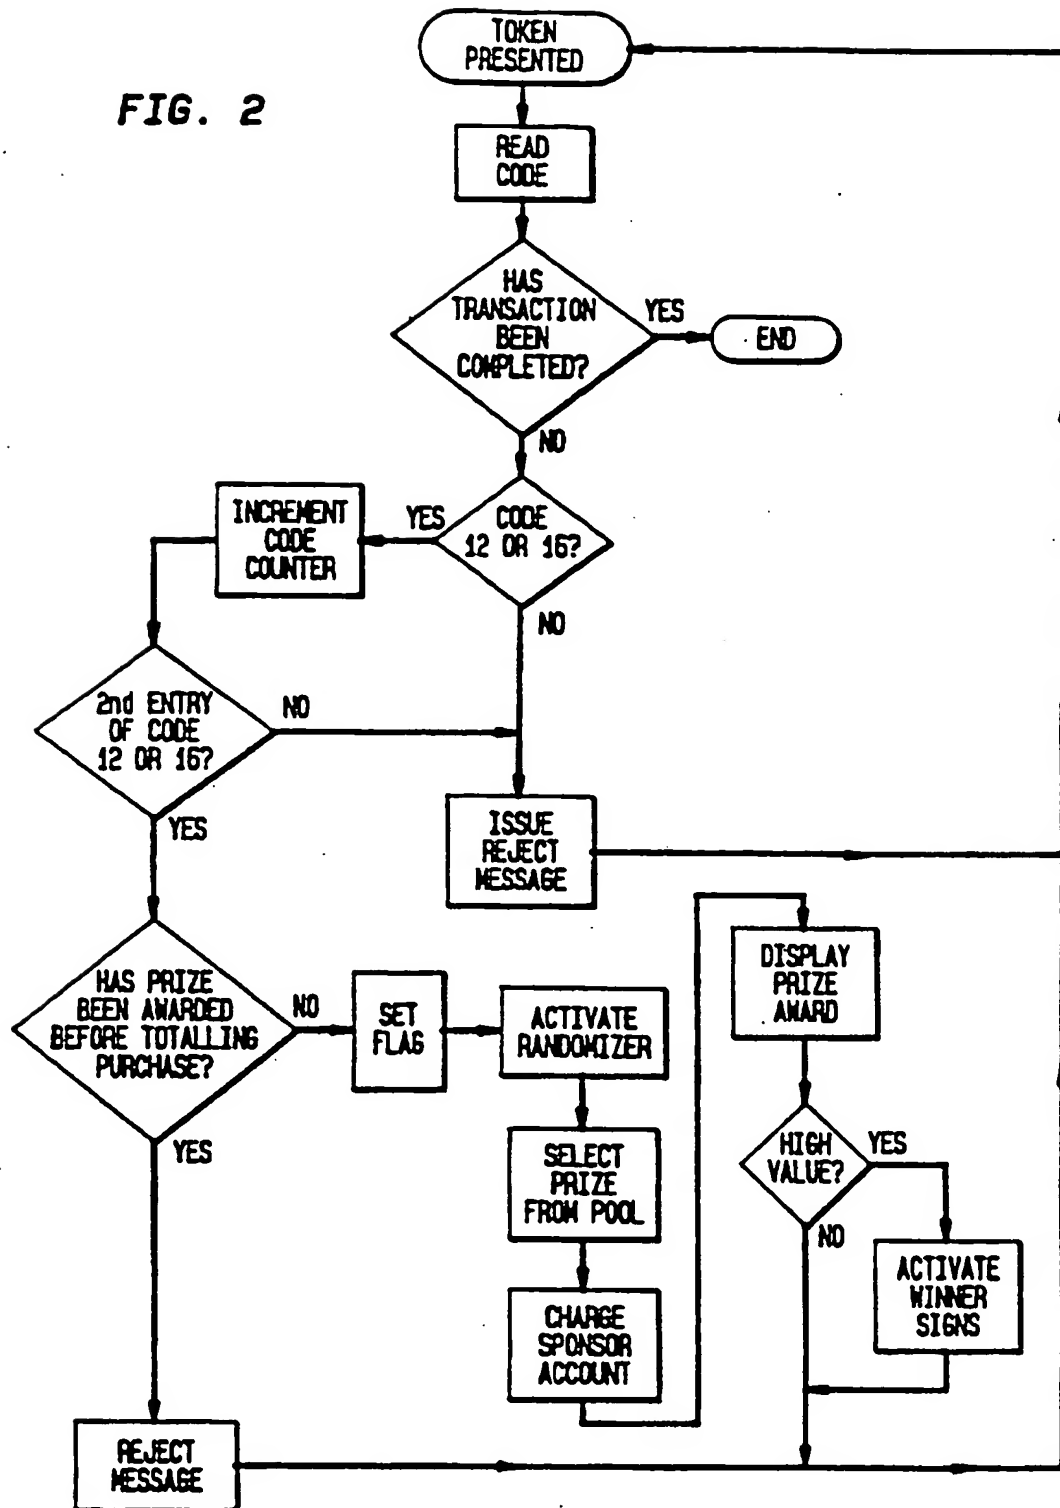 TOKEN
PRESENTED
FIG. 2
READ
CODE
HAS
TRANSACTION
BEEN
COMPLETED?
YES
END
NO
INCREMENT
CODE
COUNTER
YES
CODE
12 OR 16?
NO
2nd ENTRY
OF CODE
12 OR 16?
NO
YES
ISSUE
REJECT
MESSAGE
HAS PRIZE
BEEN AWARDED
BEFORE TOTALLING
PURCHASE?
NO
SET
FLAG
ACTIVATE
RANDOMIZER
DISPLAY
PRIZE
AWARD
YES
SELECT
PRIZE
FROM POOL
HIGH
VALUE?
YES
NO
CHARGE
SPONSOR
ACCOUNT
ACTIVATE
WINNER
SIGNS
REJECT
MESSAGE